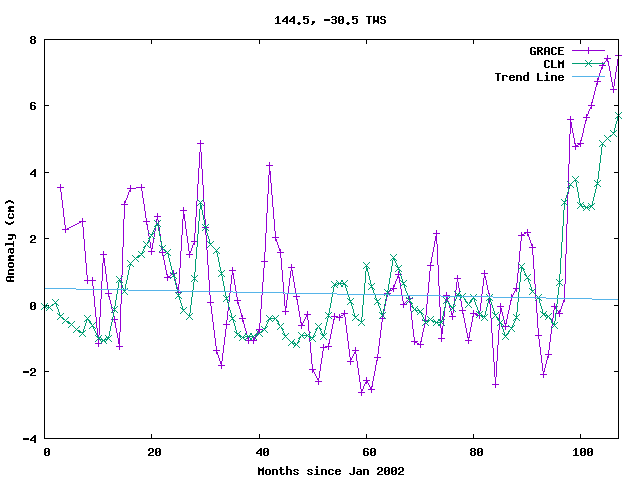 144.5, -30.5 TWS
GRACE
CLM
Trend Line
8
6
4
2
0
-2
-4
Anomaly (cm)
0 20 40 60 80 100
Months since Jan 2002